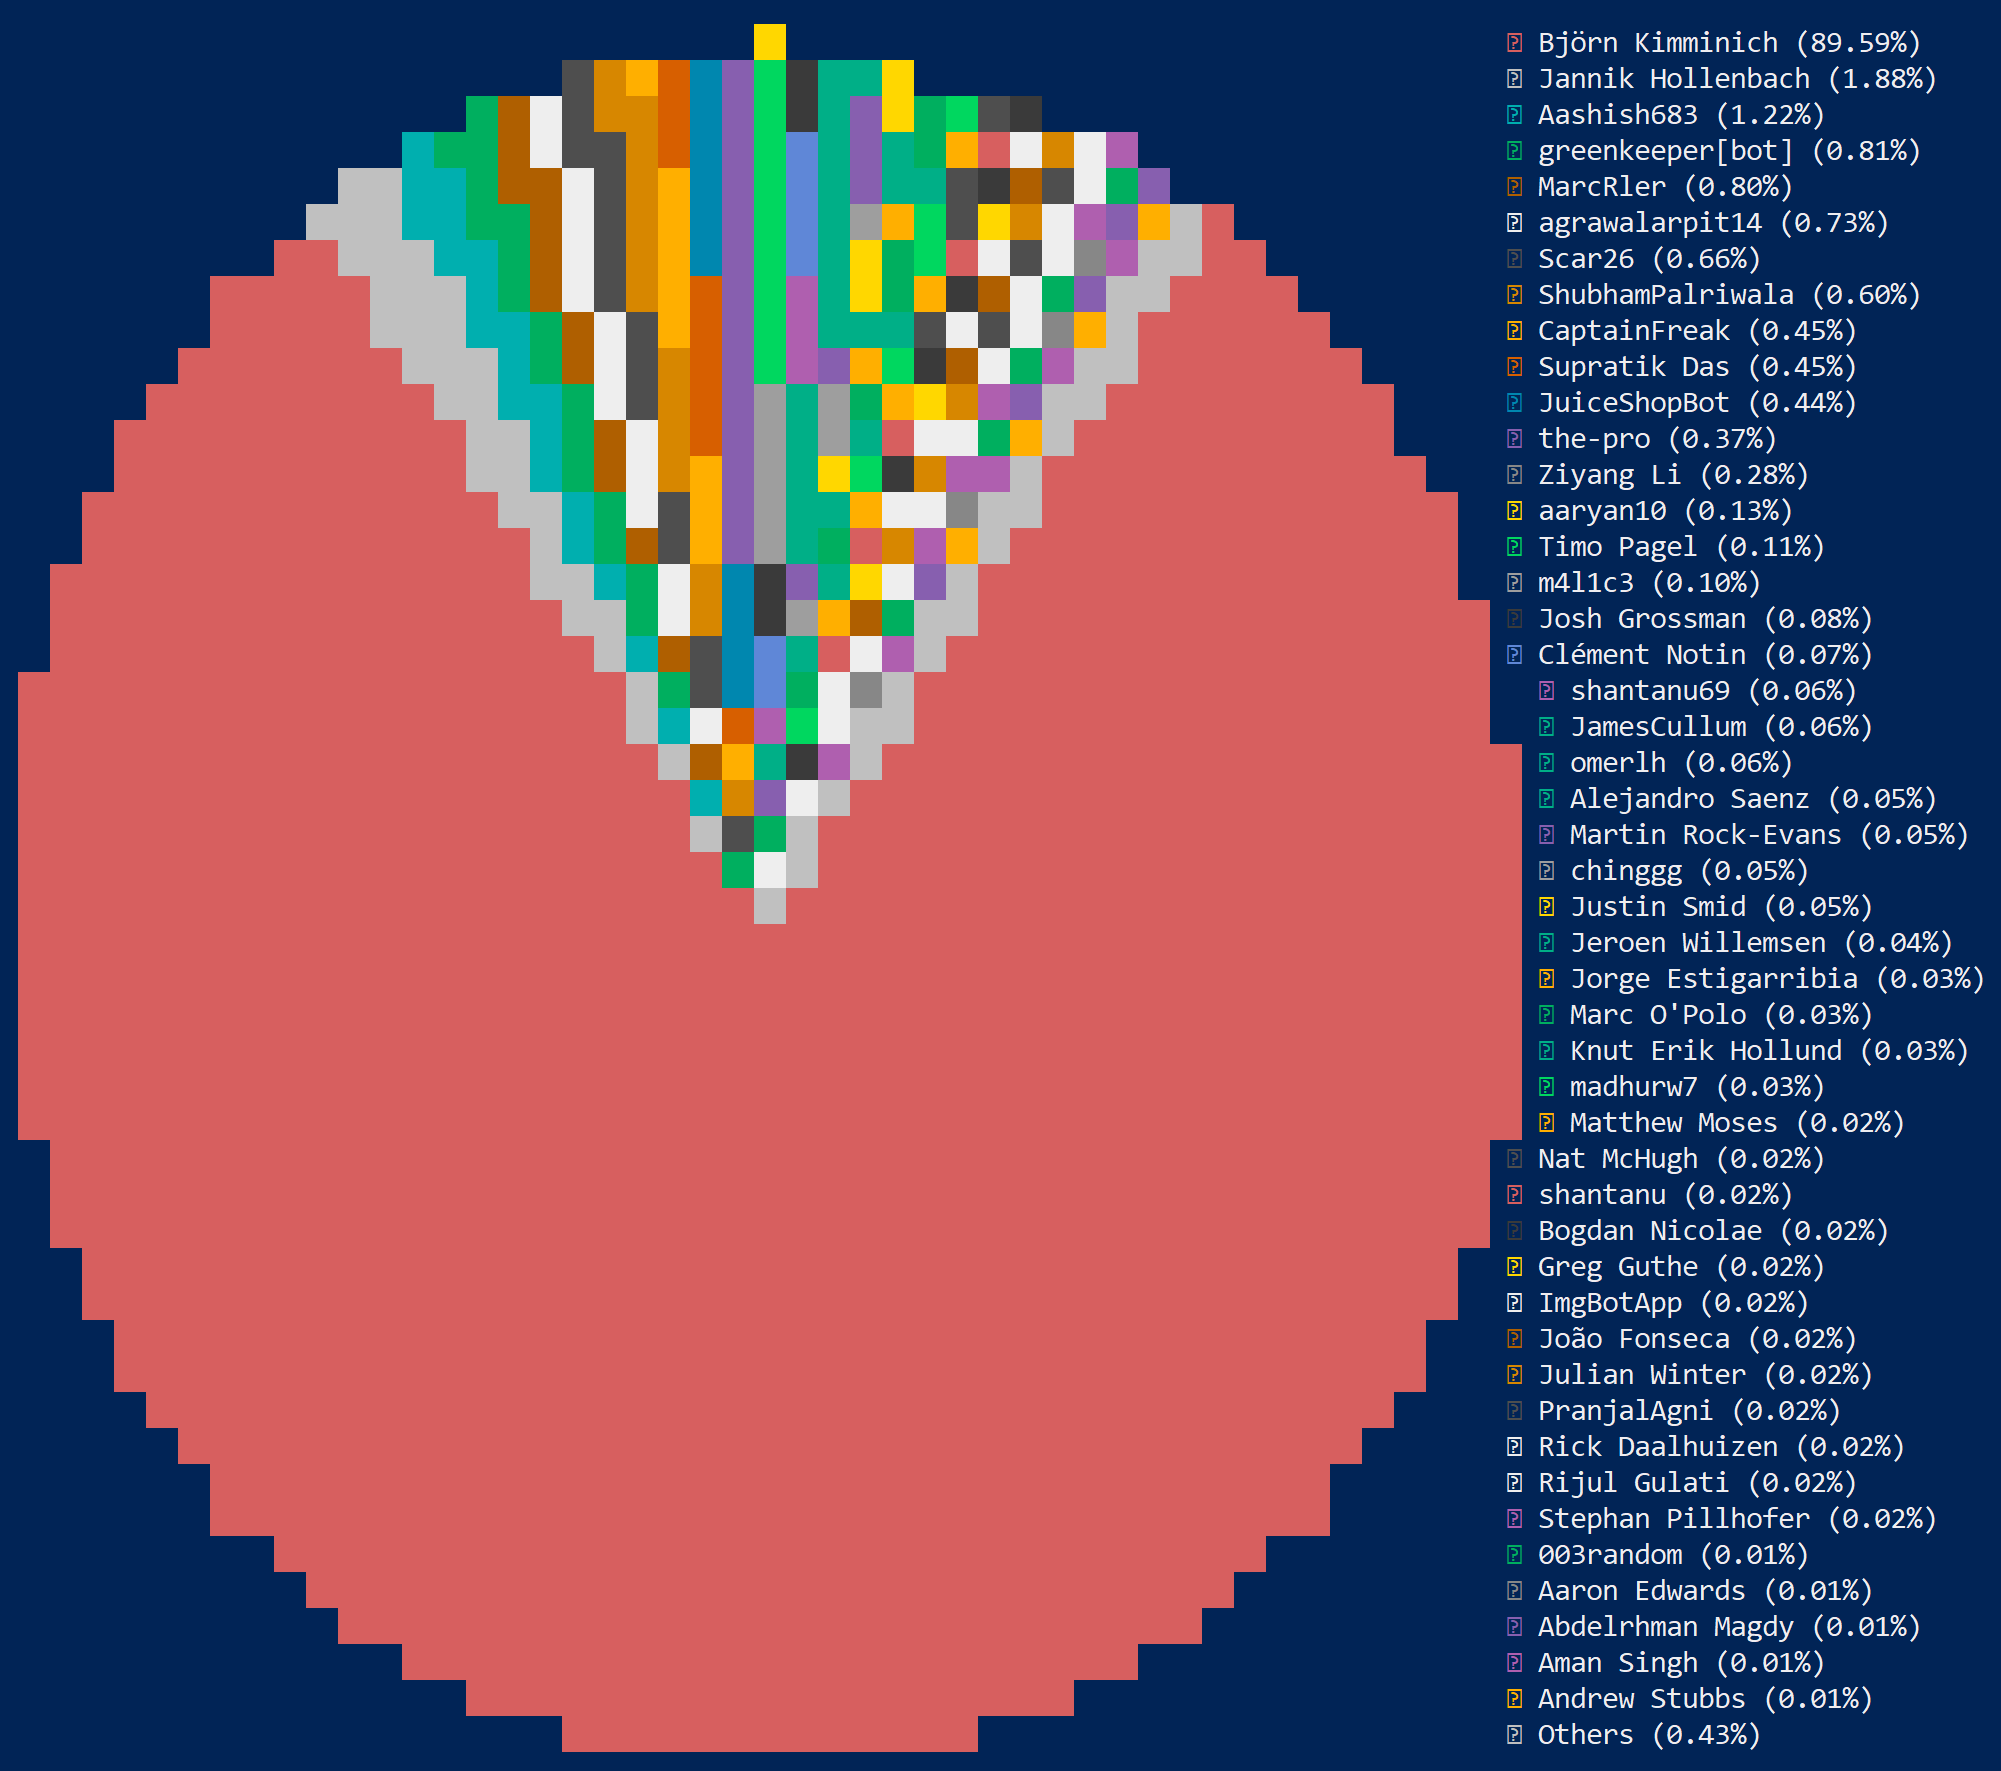 Björn Kimminich (89.59%)
Jannik Hollenbach (1.88%)
Aashish683 (1.22%)
greenkeeper[bot] (0.81%)
MarcRler (0.80%)
agrawalarpit14 (0.73%)
Scar26 (0.66%)
ShubhamPalriwala (0.60%)
CaptainFreak (0.45%)
Supratik Das (0.45%)
JuiceShopBot (0.44%)
the-pro (0.37%)
Ziyang Li (0.28%)
aaryan10 (0.13%)
Timo Pagel (0.11%)
m4l1c3 (0.10%)
Josh Grossman (0.08%)
Clément Notin (0.07%)
shantanu69 (0.06%)
JamesCullum (0.06%)
omerlh (0.06%)
Alejandro Saenz (0.05%)
Martin Rock-Evans (0.05%)
chinggg (0.05%)
Justin Smid (0.05%)
Jeroen Willemsen (0.04%)
Jorge Estigarribia (0.03%)
Marc O'Polo (0.03%)
Knut Erik Hollund (0.03%)
madhurw7 (0.03%)
Matthew Moses (0.02%)
Nat McHugh (0.02%)
shantanu (0.02%)
Bogdan Nicolae (0.02%)
Greg Guthe (0.02%)
ImgBotApp (0.02%)
João Fonseca (0.02%)
Julian Winter (0.02%)
PranjalAgni (0.02%)
Rick Daalhuizen (0.02%)
Rijul Gulati (0.02%)
Stephan Pillhofer (0.02%)
003random (0.01%)
Aaron Edwards (0.01%)
Abdelrhman Magdy (0.01%)
Aman Singh (0.01%)
Andrew Stubbs (0.01%)
Others (0.43%)